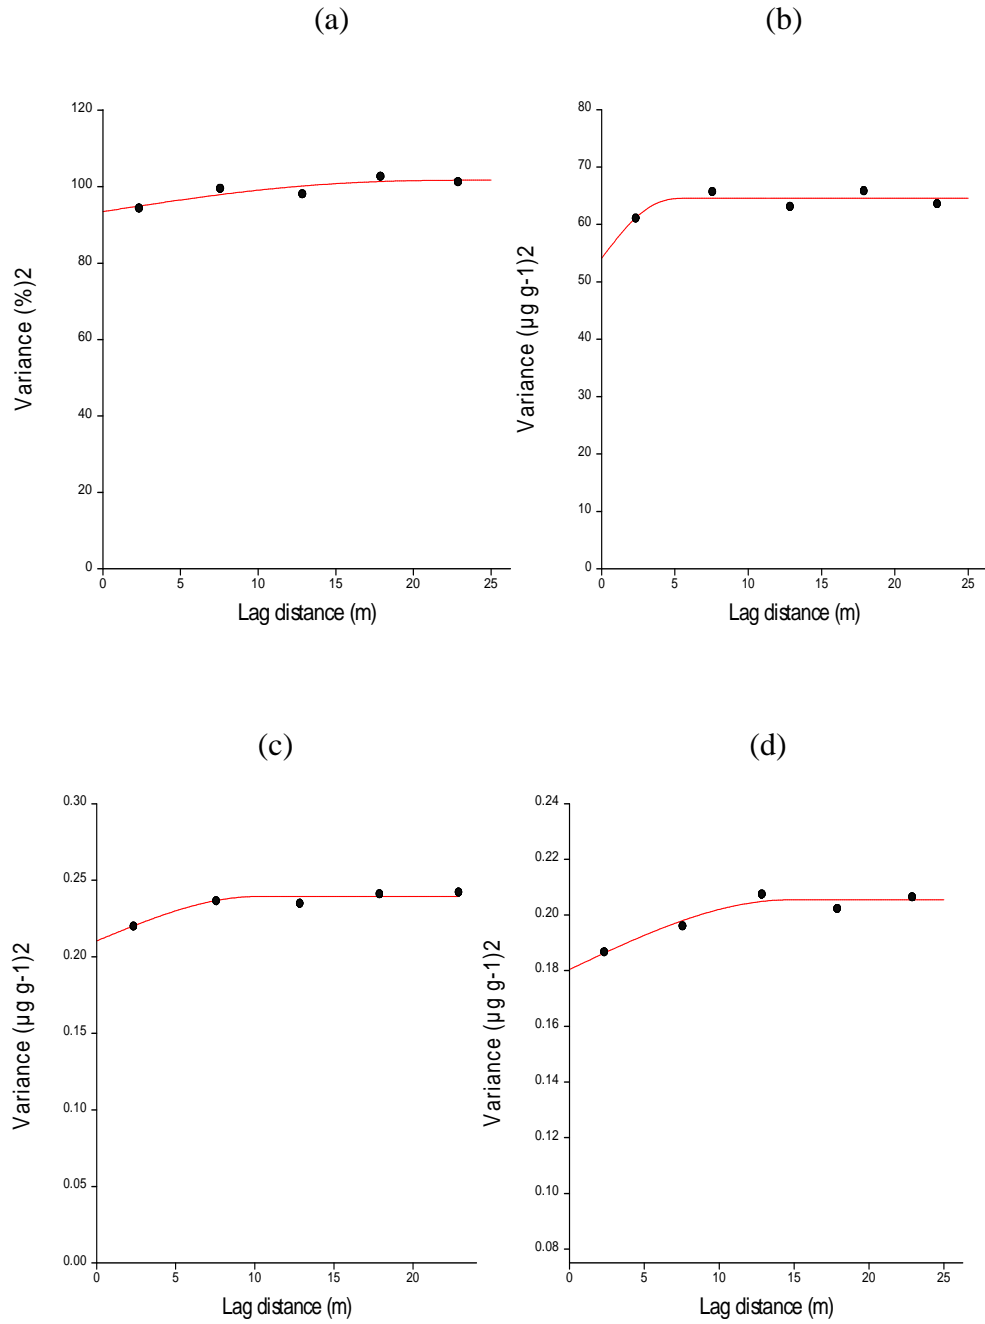 (a)
(b)
120
100
80
60
40
20
0
0 5 10 15 20 25
Variance (%)2
Lag distance (m)
80
70
60
50
40
30
20
10
0
0 5 10 15 20 25
Variance (µg g-1)2
Lag distance (m)
(c)
(d)
0.30
0.25
0.20
0.15
0.10
0.05
0.00
0 5 10 15 20
Variance (µg g-1)2
Lag distance (m)
0.24
0.22
0.20
0.18
0.16
0.14
0.12
0.10
0.08
0 5 10 15 20 25
Variance (µg g-1)2
Lag distance (m)